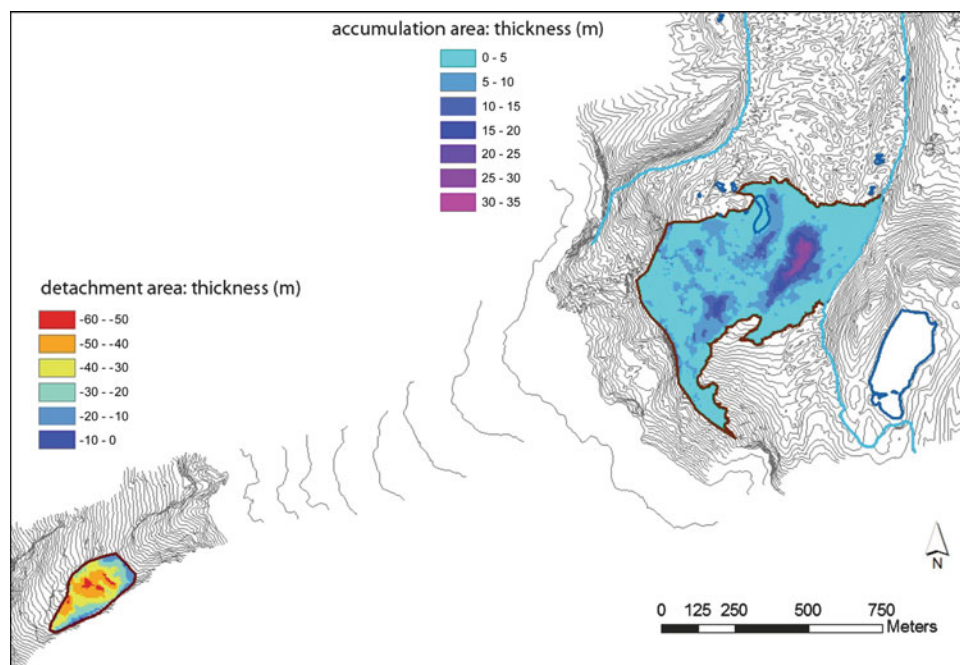 accumulation area: thickness (m)
0 - 5
5 - 10
10 - 15
15 - 20
20 - 25
25 - 30
30 - 35
detachment area: thickness (m)
-60 - -50
-50 - -40
-40 - -30
-30 - -20
-20 - -10
-10 - 0
N
0 125 250 500 750
Meters